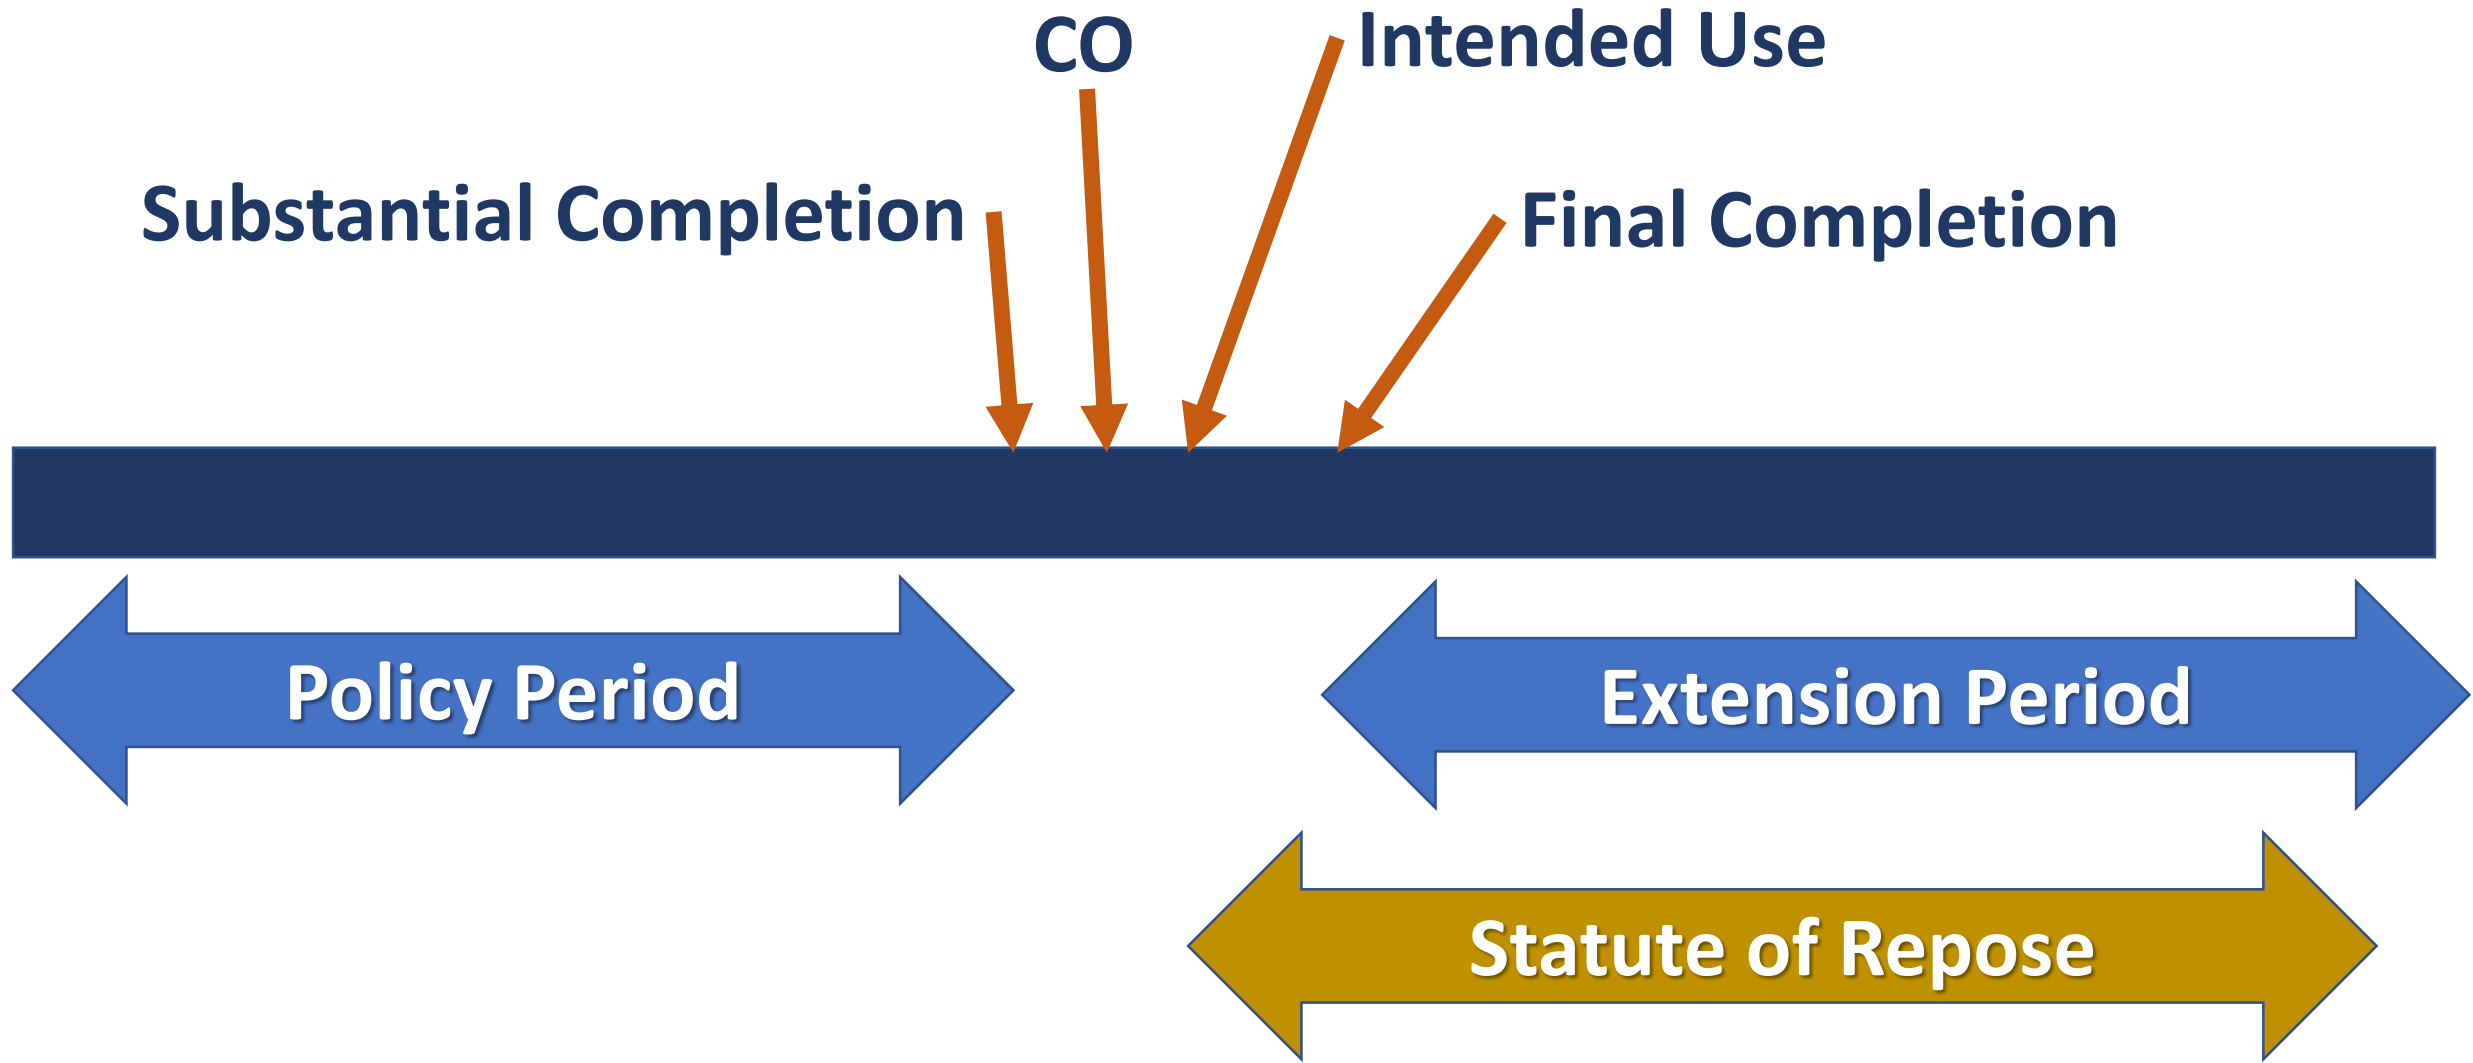 CO
Intended Use
Substantial Completion
Final Completion
Policy Period
Extension Period
Statute of Repose